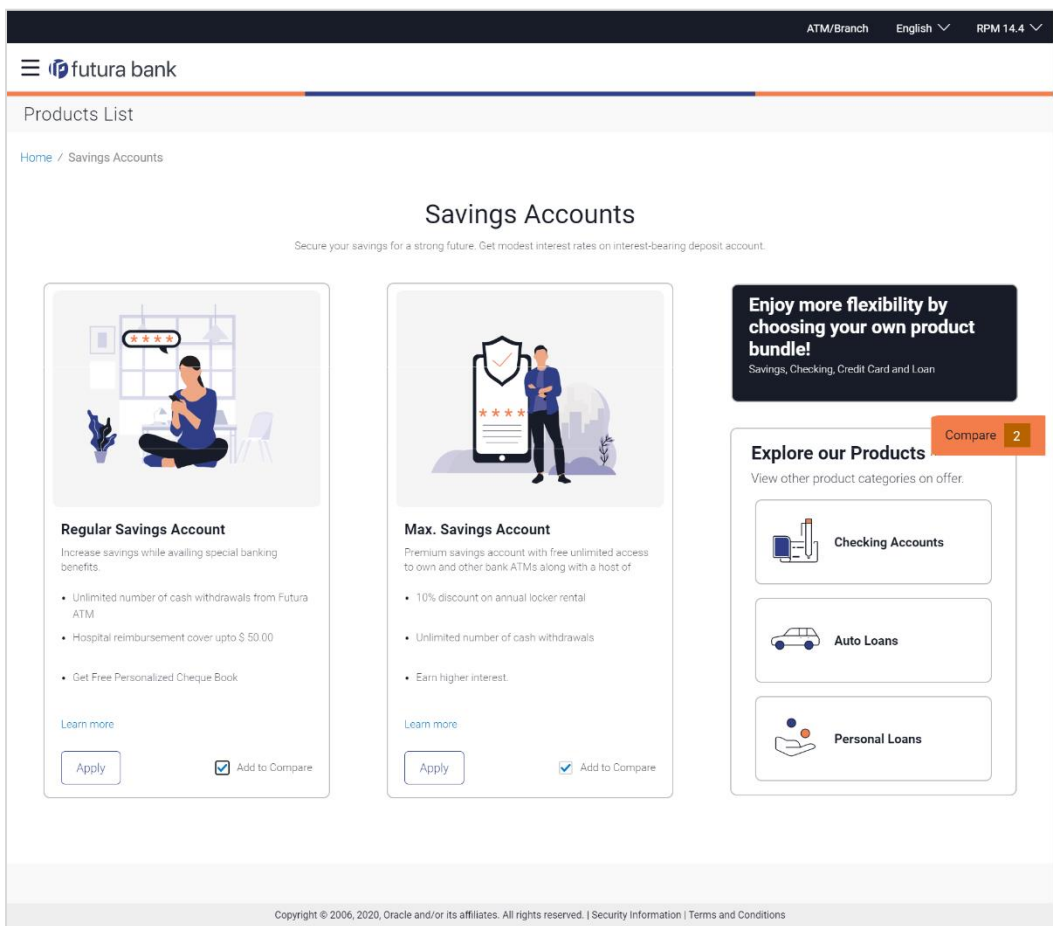 ATM/Branch English RPM 14.4
futura bank
Products List
Home / Savings Accounts
Savings Accounts
Secure your savings for a strong future. Get modest interest rates on interest-bearing deposit account.
****
Regular Savings Account
Increase savings while availing special banking
benefits.
• Unlimited number of cash withdrawals from Futura
ATM
• Hospital reimbursement cover upto $ 50.00
• Get Free Personalized Cheque Book
Learn more
Apply
Add to Compare
****
Max. Savings Account
Premium savings account with free unlimited access
to own and other bank ATMs along with a host of
• 10% discount on annual locker rental
• Unlimited number of cash withdrawals
• Earn higher interest.
Learn more
Apply
Add to Compare
Enjoy more flexibility by
choosing your own product
bundle!
Savings, Checking, Credit Card and Loan
Compare 2
Explore our Products
View other product categories on offer.
Checking Accounts
Auto Loans
Personal Loans
Copyright © 2006, 2020, Oracle and/or its affiliates. All rights reserved. | Security Information | Terms and Conditions